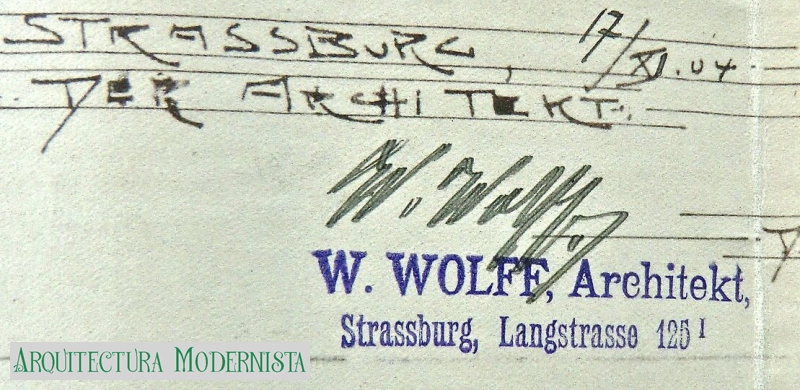 STRASSBURG, 17/XI.04
DER ARCHITEKT:
W. Wolff.
W. WOLFF, Architekt,
Strassburg, Langstrasse 125 I
ARQUITECTURA MODERNISTA